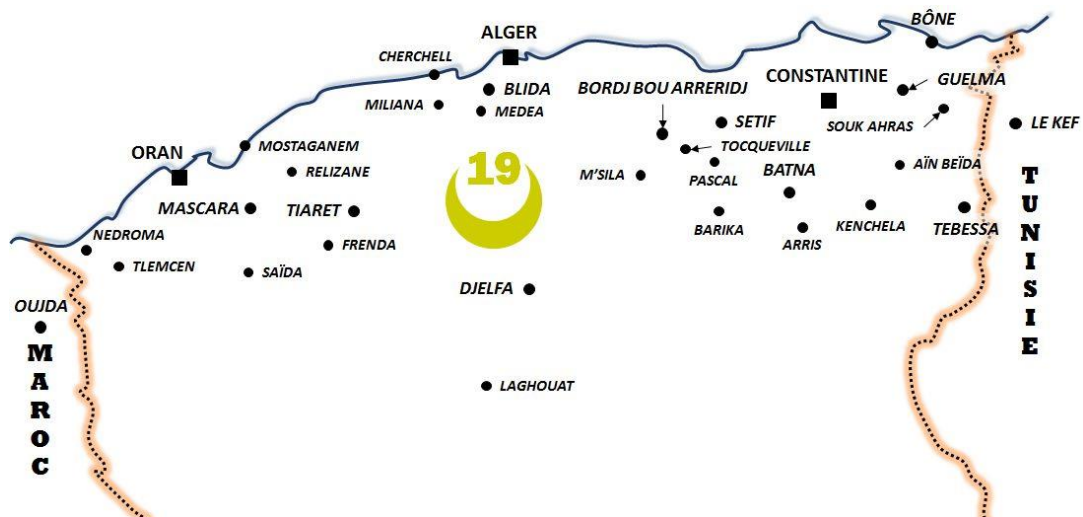 BÔNE
ALGER
CHERCHELL
CONSTANTINE
GUELMA
BLIDA
BORDJ BOU ARRERIDJ
MILIANA
MEDEA
SETIF
SOUK AHRAS
LE KEF
MOSTAGANEM
ORAN
TOCQUEVILLE
RELIZANE
19
M'SILA
PASCAL
BATNA
AÏN BEÏDA
MASCARA
TIARET
BARIKA
ARRIS
KENCHELA
TEBESSA
NEDROMA
FRENDA
TLEMCEN
SAÏDA
DJELFA
OUJDA
LAGHOUAT
MAROC
TUNISIE